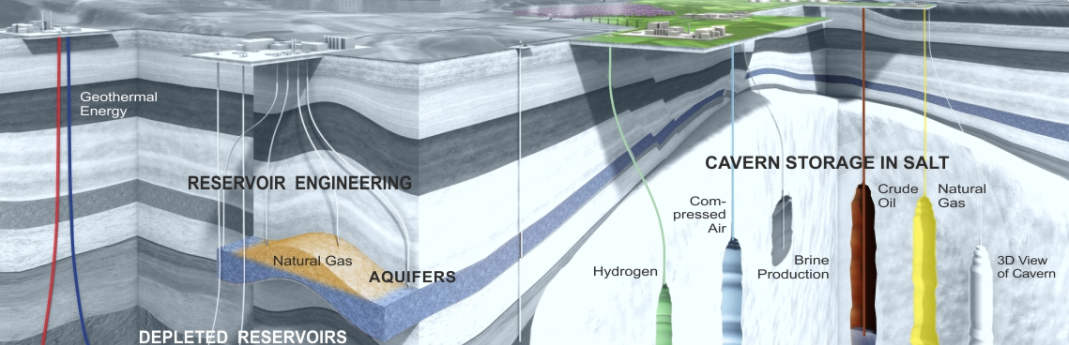 Geothermal
Energy
RESERVOIR ENGINEERING
Natural Gas
AQUIFERS
DEPLETED RESERVOIRS
CAVERN STORAGE IN SALT
Hydrogen
Com-
pressed
Air
Brine
Production
Crude
Oil
Natural
Gas
3D View
of Cavern